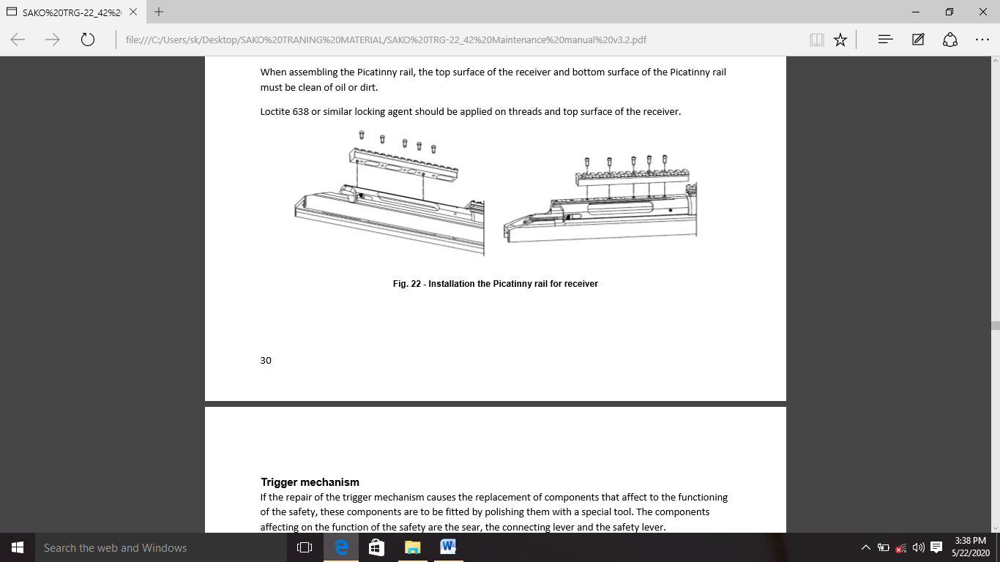 SAKO%20TRG-22_42%2
file:///C:/Users/sk/Desktop/SAKO%20TRANING%20MATERIAL/SAKO%20TRG-22_42%20Maintenance%20manual%20v3.2.pdf
When assembling the Picatinny rail, the top surface of the receiver and bottom surface of the Picatinny rail
must be clean of oil or dirt.
Loctite 638 or similar locking agent should be applied on threads and top surface of the receiver.
Fig. 22 - Installation the Picatinny rail for receiver
30
Trigger mechanism
If the repair of the trigger mechanism causes the replacement of components that affect to the functioning
of the safety, these components are to be fitted by polishing them with a special tool. The components
affecting on the function of the safety are the sear, the connecting lever and the safety lever.
Search the web and Windows
3:38 PM
5/22/2020